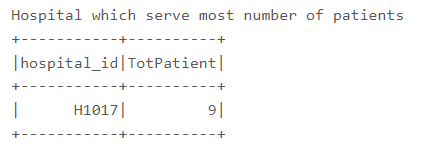 Hospital which serve most number of patients
+-----------+----------+
|hospital_id|TotPatient|
+-----------+----------+
|      H1017|         9|
+-----------+----------+